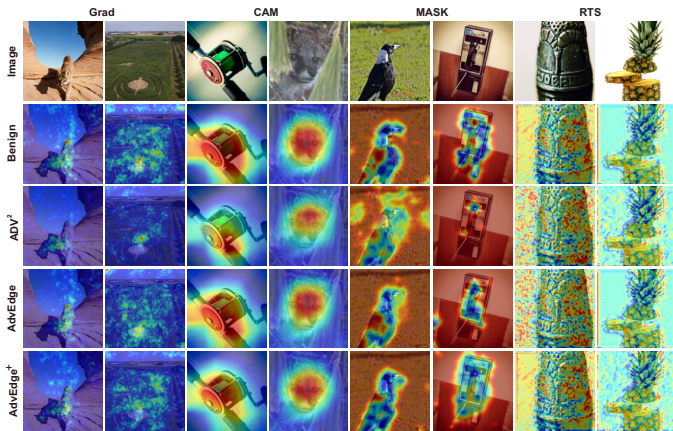 Grad CAM MASK RTS
Image
Benign
ADV²
AdvEdge
AdvEdge⁺